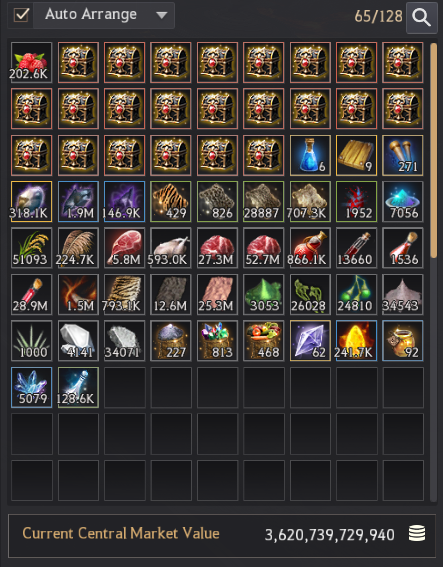 Auto Arrange
65/128
202.6K
6 9 271
318.1K 1.9M 146.9K 429 826 28887 707.3K 1952 7056
51093 224.7K 5.8M 593.0K 27.3M 52.7M 866.1K 13660 1536
28.9M 1.5M 793.1K 12.6M 25.3M 3053 26028 24810 34543
1000 4141 34071 227 813 468 62 241.7K 92
5079 128.6K
Current Central Market Value 3,620,739,729,940